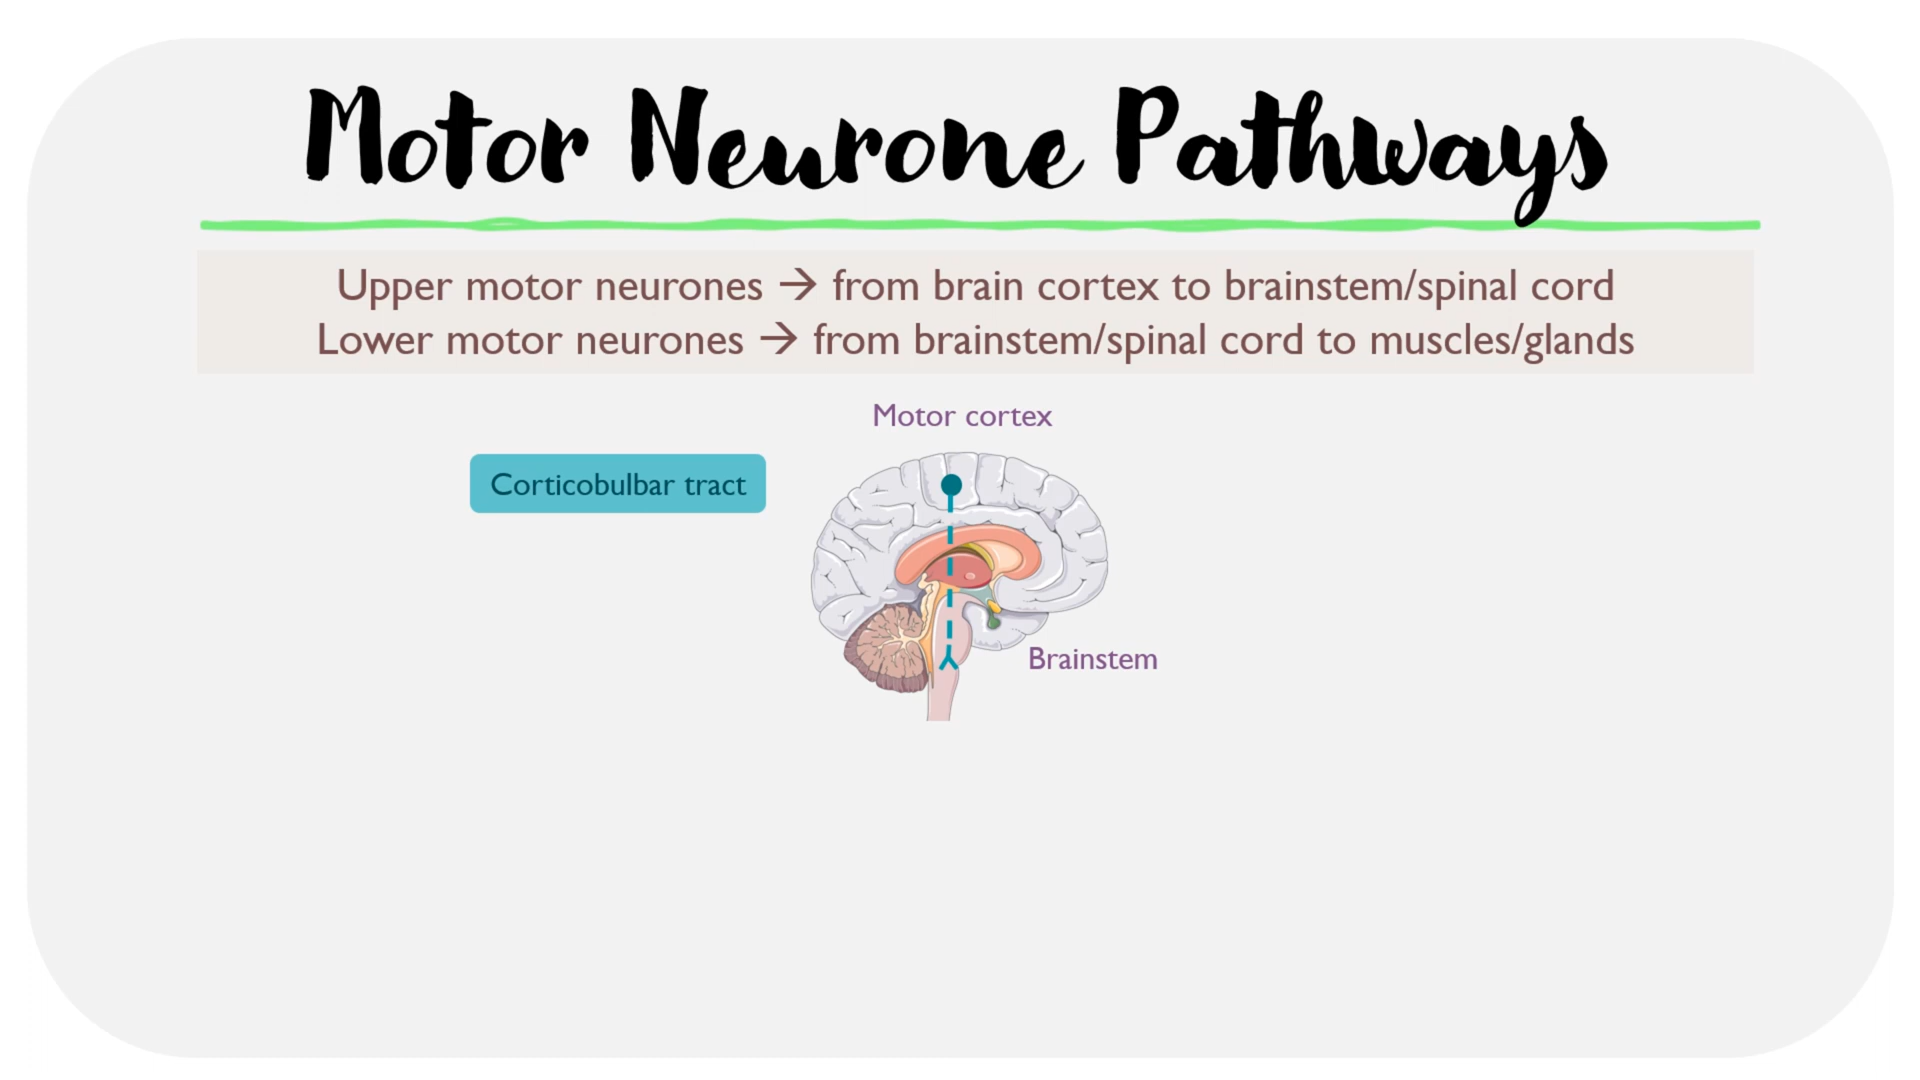 Motor Neurone Pathways
Upper motor neurones → from brain cortex to brainstem/spinal cord
Lower motor neurones → from brainstem/spinal cord to muscles/glands
Motor cortex
Corticobulbar tract
Brainstem